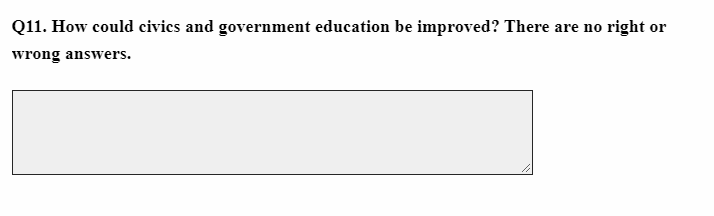 Q11. How could civics and government education be improved? There are no right or
wrong answers.